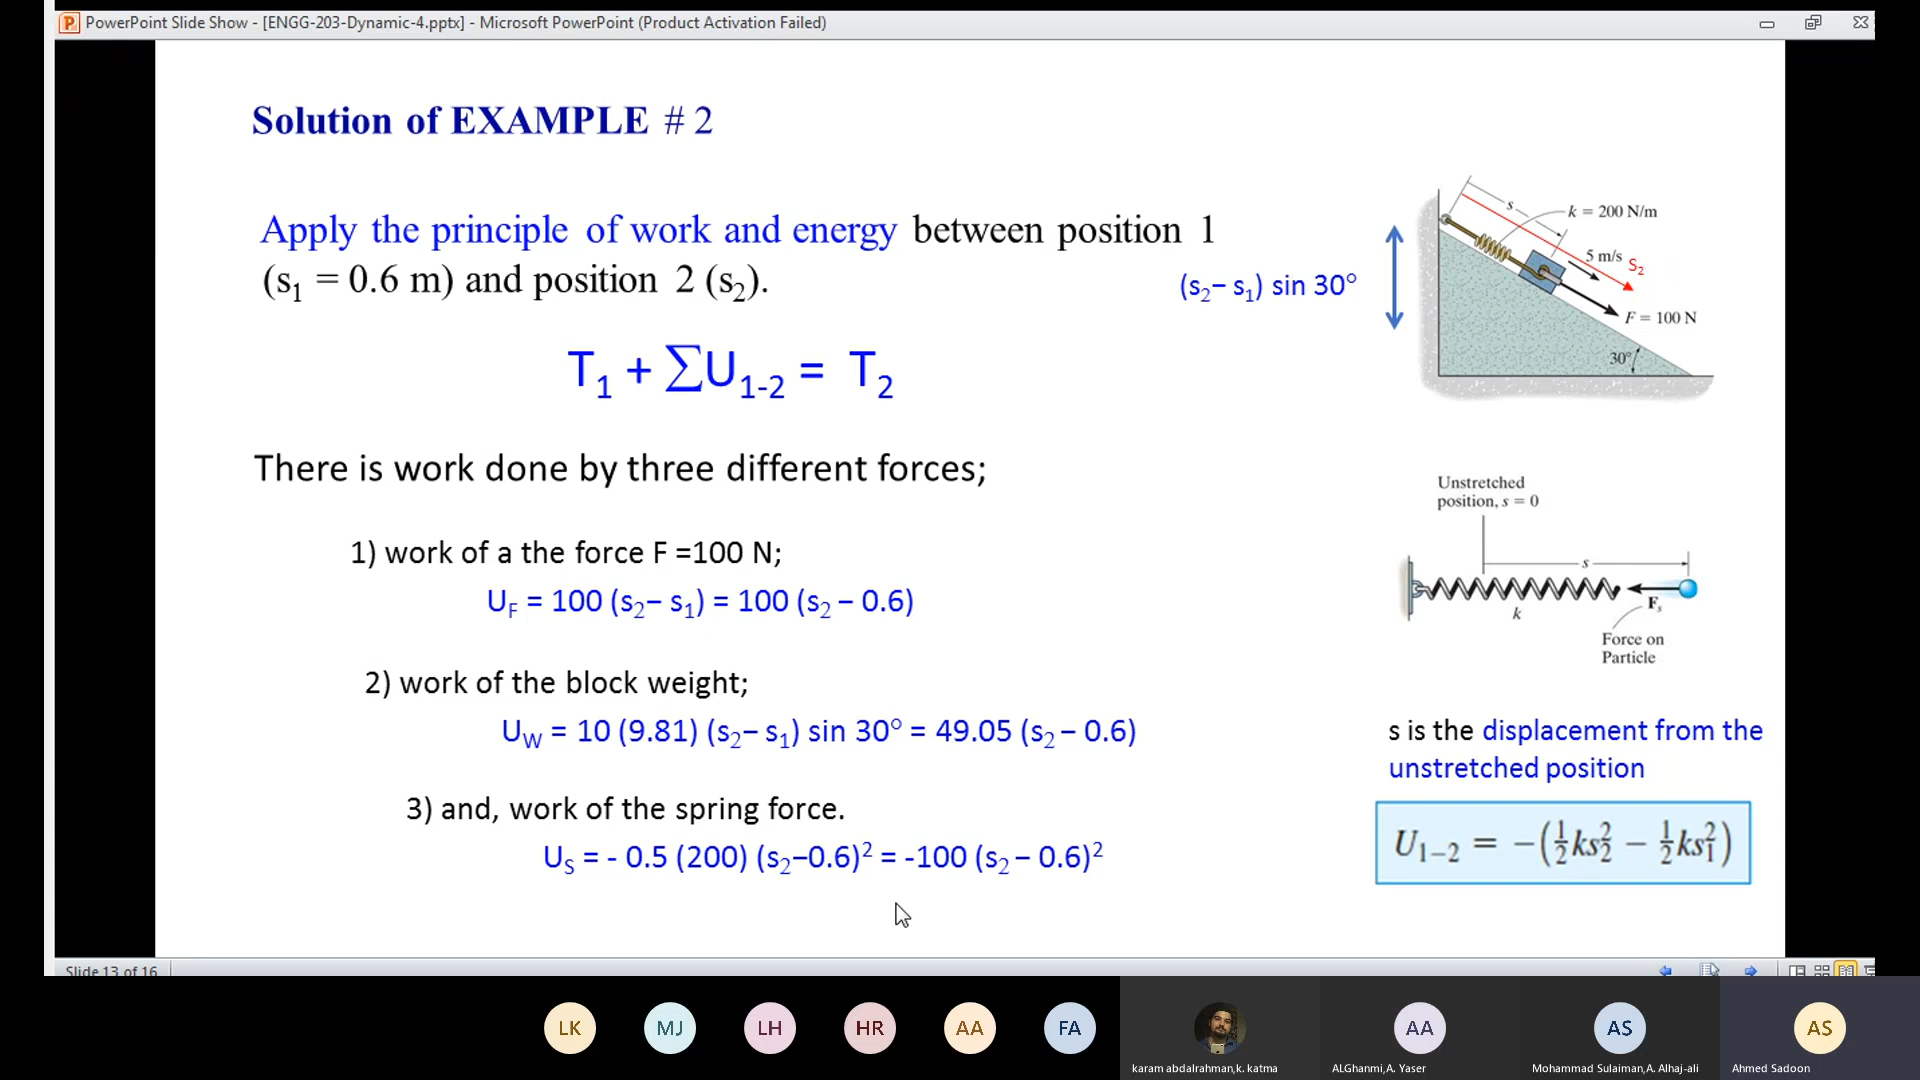 PowerPoint Slide Show - [ENGG-203-Dynamic-4.pptx] - Microsoft PowerPoint (Product Activation Failed)
Solution of EXAMPLE # 2
Apply the principle of work and energy between position 1
(s₁ = 0.6 m) and position 2 (s₂).
(s₂− s₁) sin 30°
s
k = 200 N/m
5 m/s
S₂
F = 100 N
30°
T₁ + ∑U₁₋₂ = T₂
There is work done by three different forces;
Unstretched
position, s = 0
s
k
Fₛ
Force on
Particle
1) work of a the force F =100 N;
U_F = 100 (s₂− s₁) = 100 (s₂ − 0.6)
2) work of the block weight;
U_W = 10 (9.81) (s₂− s₁) sin 30° = 49.05 (s₂ − 0.6)
s is the displacement from the
unstretched position
3) and, work of the spring force.
U_S = - 0.5 (200) (s₂−0.6)² = -100 (s₂ − 0.6)²
U₁₋₂ = −(½ks₂² − ½ks₁²)
Slide 13 of 16
LK
MJ
LH
HR
AA
FA
AA
AS
AS
karam abdalrahman,k. katma
ALGhanmi,A. Yaser
Mohammad Sulaiman,A. Alhaj-ali
Ahmed Sadoon